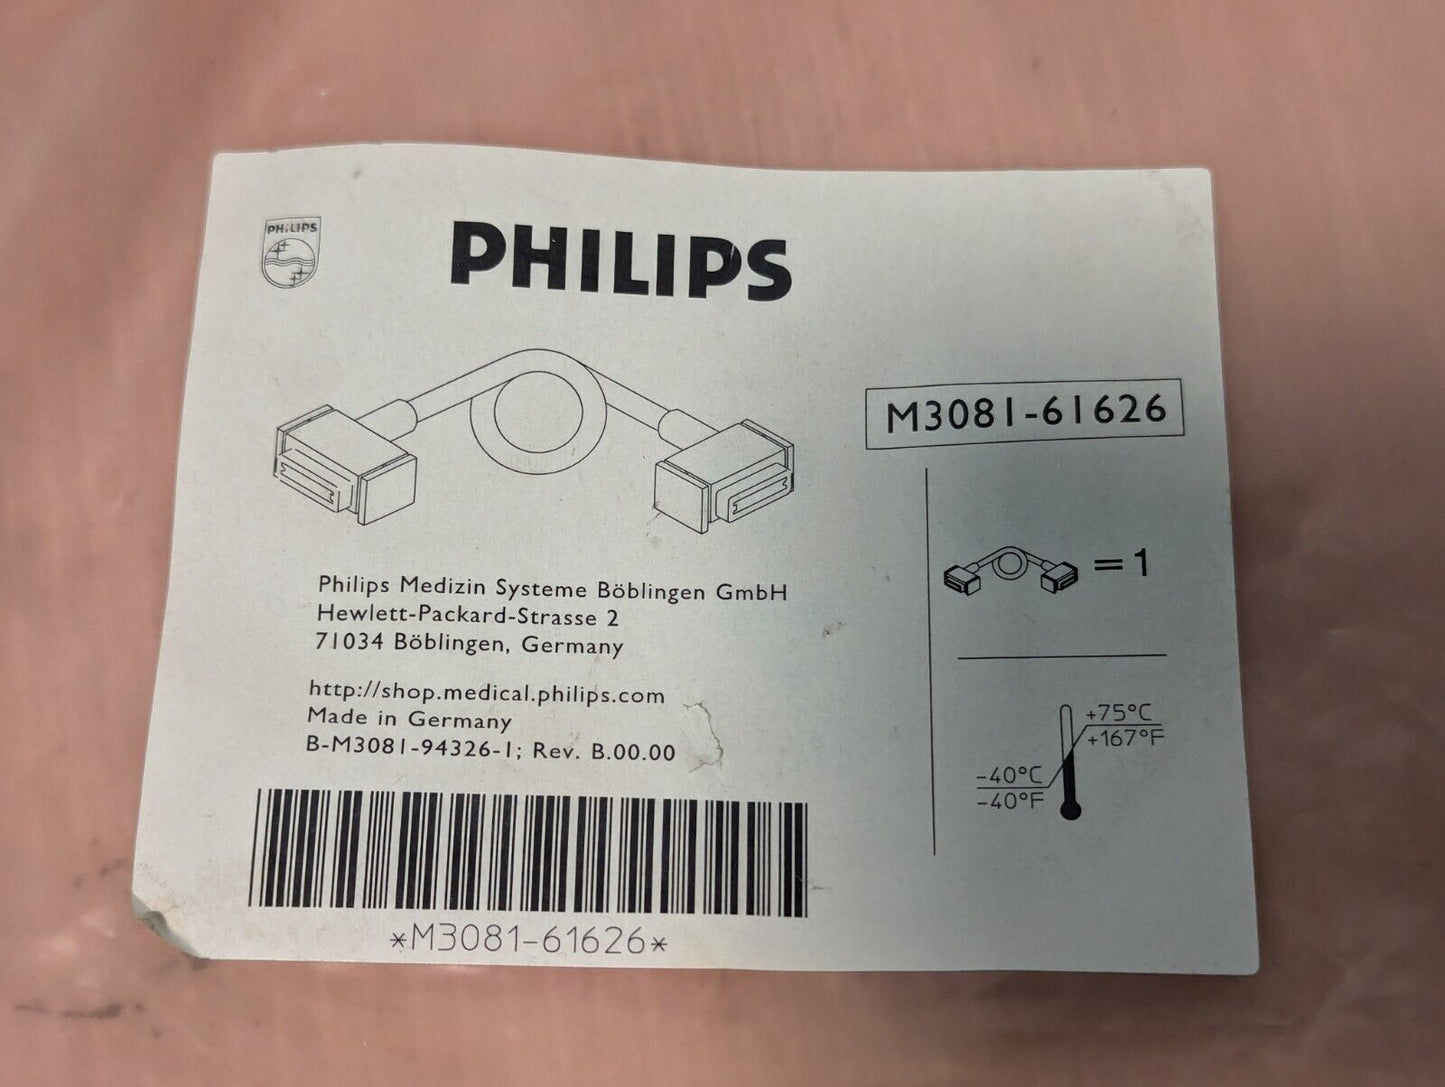 PHILIPS
PHILIPS
M3081-61626
= 1
Philips Medizin Systeme Böblingen GmbH
Hewlett-Packard-Strasse 2
71034 Böblingen, Germany
http://shop.medical.philips.com
Made in Germany
B-M3081-94326-1; Rev. B.00.00
+75°C
+167°F
-40°C
-40°F
*M3081-61626*